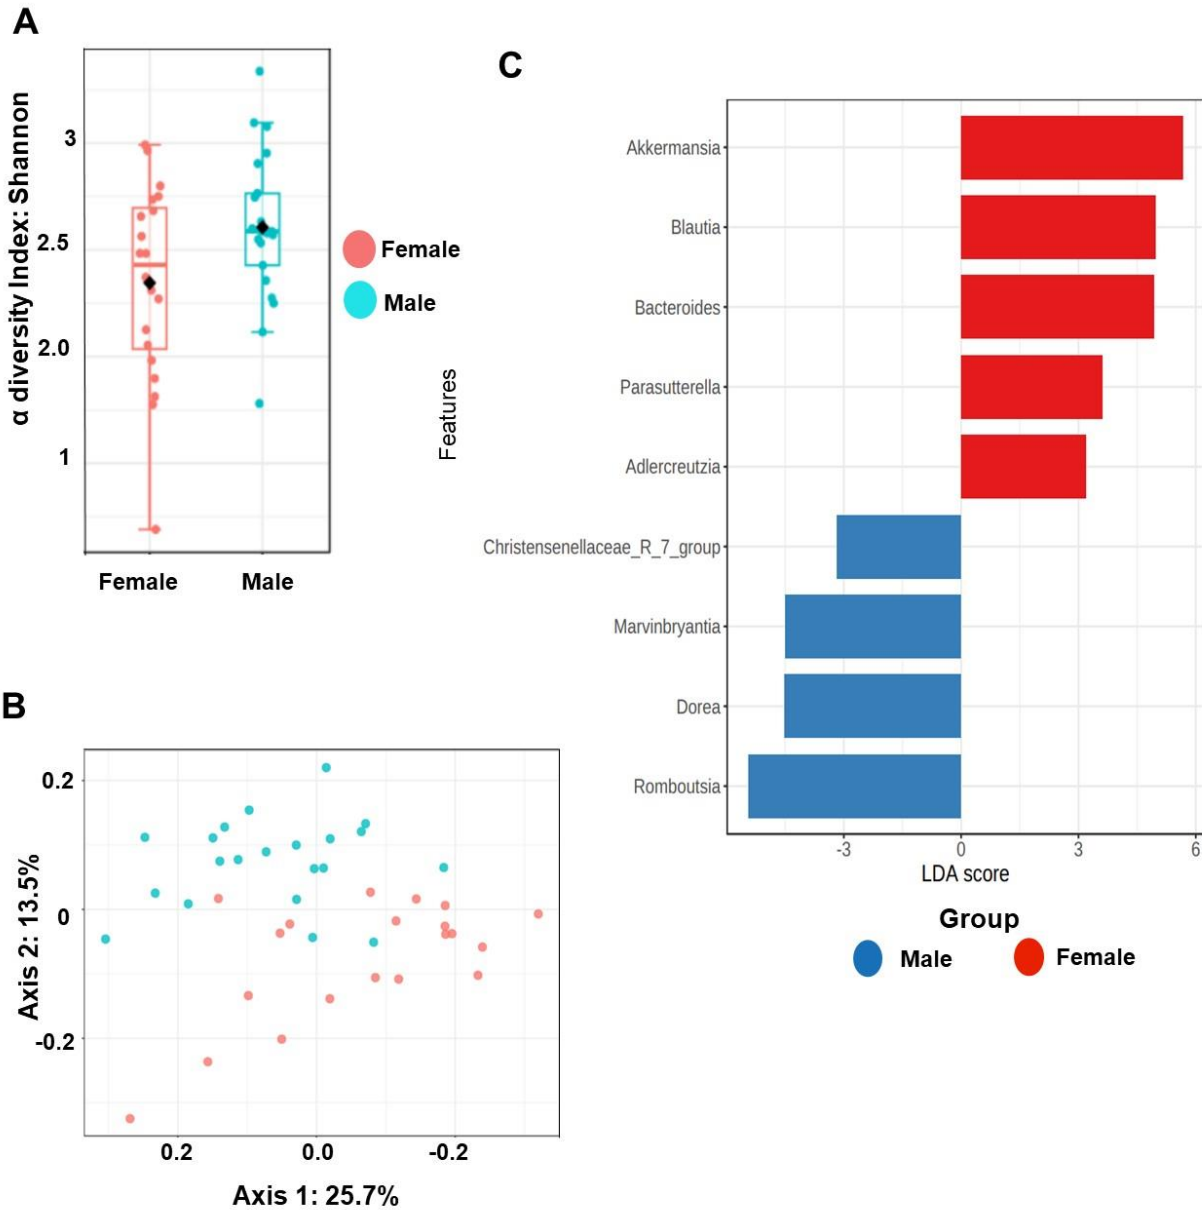 A
α diversity Index: Shannon
3
2.5
2.0
1
Female
Male
Female
Male
B
Axis 2: 13.5%
0.2
0
-0.2
0.2
0.0
-0.2
Axis 1: 25.7%
C
Features
Akkermansia
Blautia
Bacteroides
Parasutterella
Adlercreutzia
Christensenellaceae_R_7_group
Marvinbryantia
Dorea
Romboutsia
-3
0
3
6
LDA score
Group
Male
Female